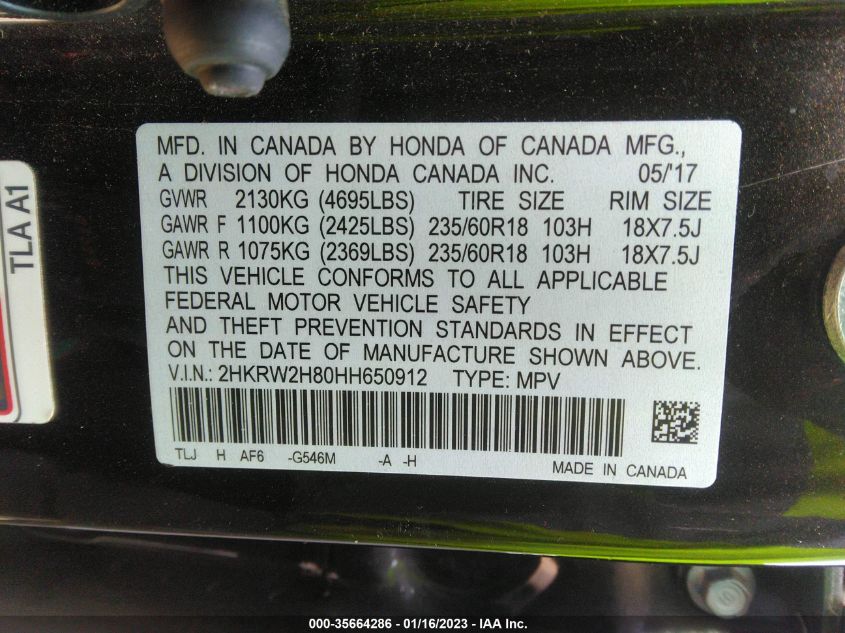 MFD. IN CANADA BY HONDA OF CANADA MFG.,
A DIVISION OF HONDA CANADA INC. 05/'17
GVWR 2130KG (4695LBS) TIRE SIZE RIM SIZE
GAWR F 1100KG (2425LBS) 235/60R18 103H 18X7.5J
GAWR R 1075KG (2369LBS) 235/60R18 103H 18X7.5J
THIS VEHICLE CONFORMS TO ALL APPLICABLE
FEDERAL MOTOR VEHICLE SAFETY
AND THEFT PREVENTION STANDARDS IN EFFECT
ON THE DATE OF MANUFACTURE SHOWN ABOVE.
V.I.N.: 2HKRW2H80HH650912 TYPE: MPV
TLJ H AF6 -G546M -A -H
MADE IN CANADA
TLA A1
000-35664286 - 01/16/2023 - IAA Inc.